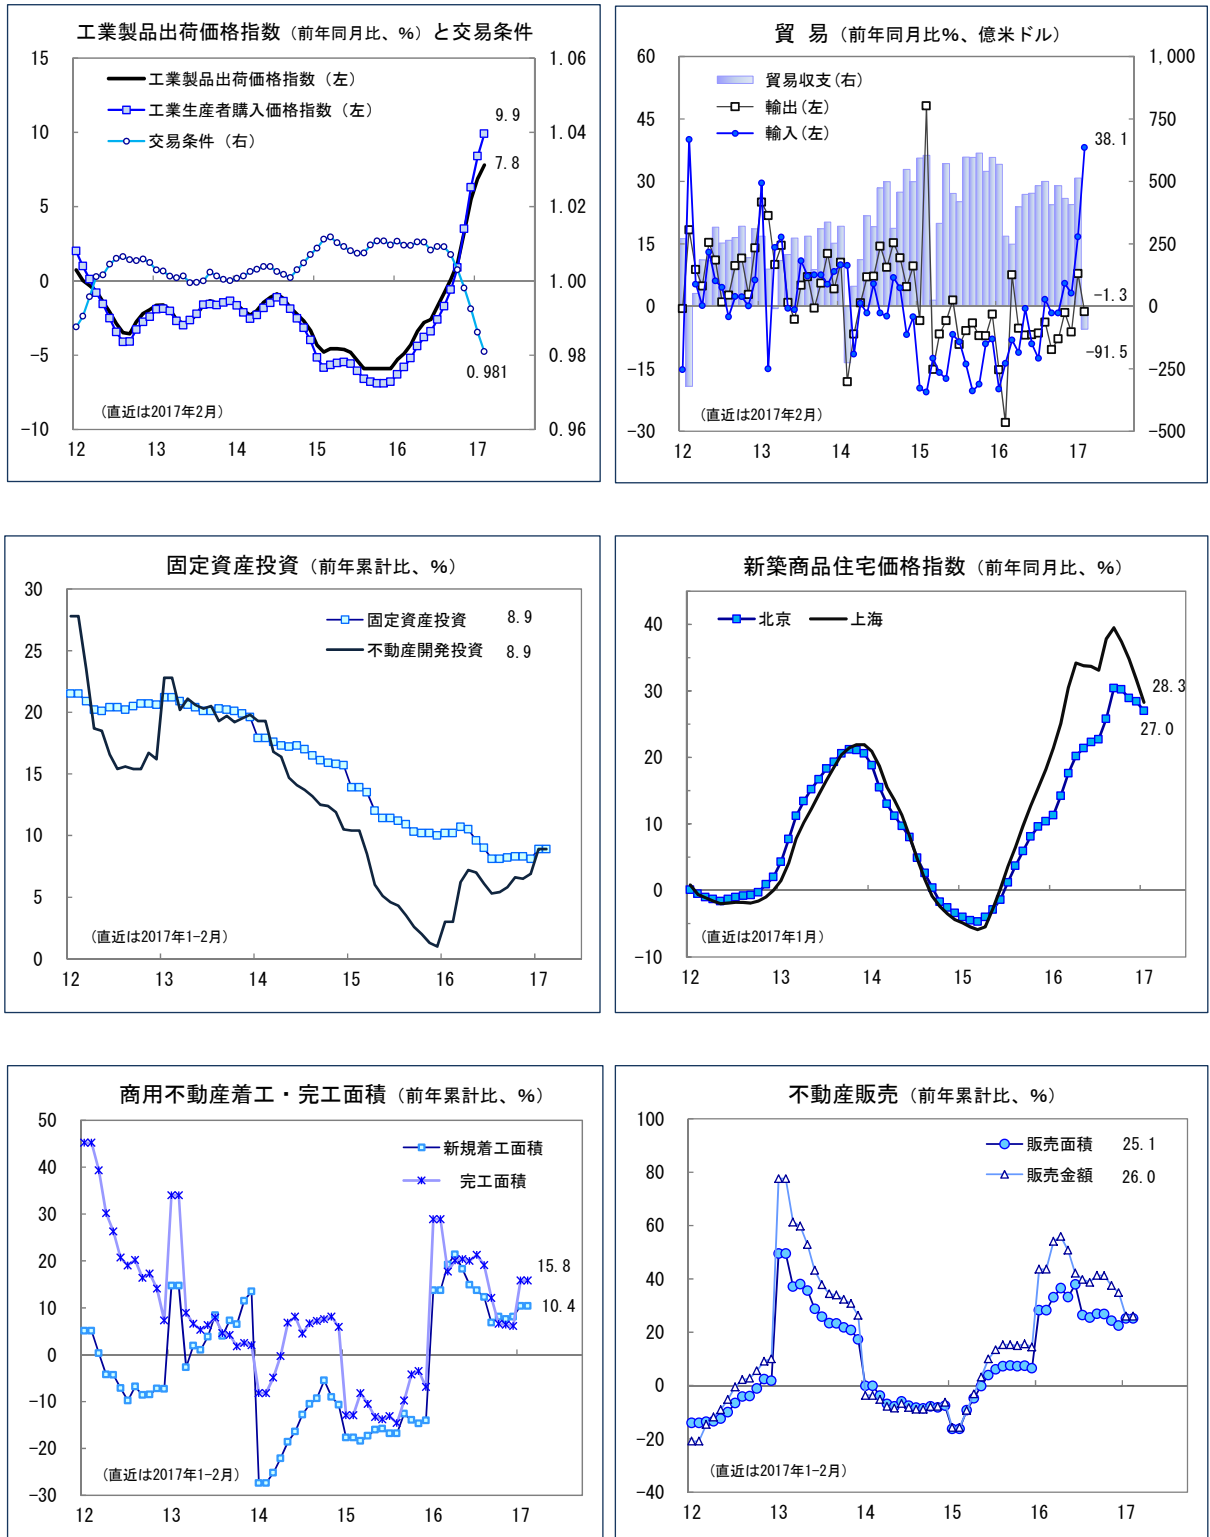 工業製品出荷価格指数（前年同月比、%）と交易条件
15
10
5
0
-5
-10
1.06
1.04
1.02
1.00
0.98
0.96
工業製品出荷価格指数（左）
工業生産者購入価格指数（左）
交易条件（右）
9.9
7.8
0.981
（直近は2017年2月）
12 13 14 15 16 17
貿 易（前年同月比%、億米ドル）
60
45
30
15
0
-15
-30
1,000
750
500
250
0
-250
-500
貿易収支(右)
輸出(左)
輸入(左)
38.1
-1.3
-91.5
（直近は2017年2月）
12 13 14 15 16 17
固定資産投資（前年累計比、%）
30
25
20
15
10
5
0
固定資産投資 8.9
不動産開発投資 8.9
（直近は2017年1-2月）
12 13 14 15 16 17
新築商品住宅価格指数（前年同月比、%）
40
30
20
10
0
-10
北京 上海
28.3
27.0
（直近は2017年1月）
12 13 14 15 16 17
商用不動産着工・完工面積（前年累計比、%）
50
40
30
20
10
0
-10
-20
-30
新規着工面積
完工面積
15.8
10.4
（直近は2017年1-2月）
12 13 14 15 16 17
不動産販売（前年累計比、%）
100
80
60
40
20
0
-20
-40
販売面積 25.1
販売金額 26.0
（直近は2017年1-2月）
12 13 14 15 16 17